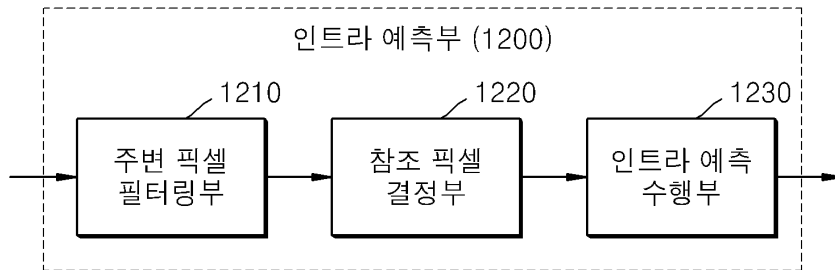 인트라 예측부 (1200)
1210
1220
1230
주변 픽셀
필터링부
참조 픽셀
결정부
인트라 예측
수행부